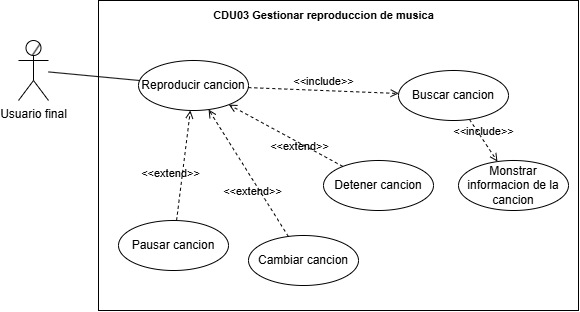 CDU03 Gestionar reproduccion de musica
Usuario final
Reproducir cancion
<<include>>
Buscar cancion
<<include>>
Monstrar
informacion de la
cancion
<<extend>>
Detener cancion
<<extend>>
<<extend>>
Pausar cancion
Cambiar cancion